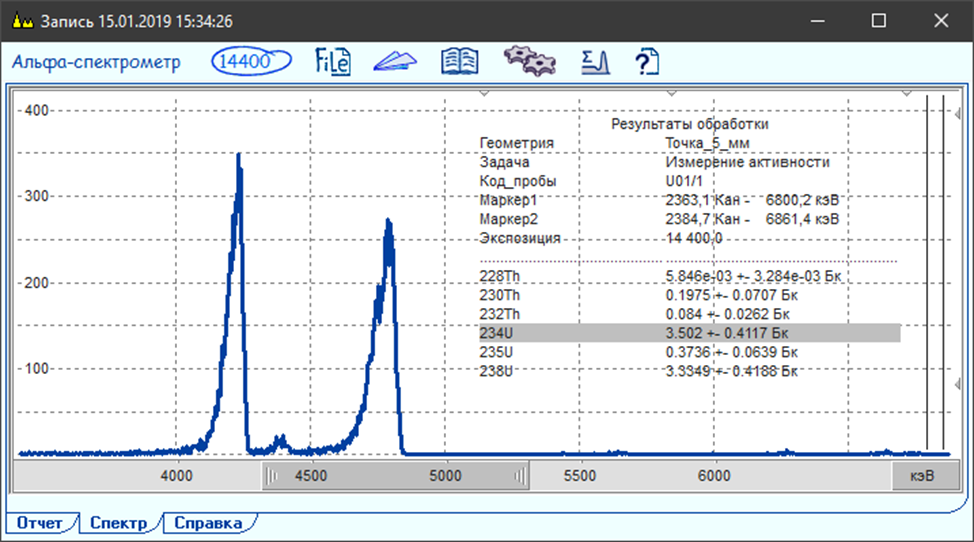 Запись 15.01.2019 15:34:26
Альфа-спектрометр 14400 FiLe
Результаты обработки
Геометрия Точка_5_мм
Задача Измерение активности
Код_пробы U01/1
Маркер1 2363,1 Кан - 6800,2 кэВ
Маркер2 2384,7 Кан - 6861,4 кэВ
Экспозиция 14 400,0
228Th 5.846e-03 +- 3.284e-03 Бк
230Th 0.1975 +- 0.0707 Бк
232Th 0.084 +- 0.0262 Бк
234U 3.502 +- 0.4117 Бк
235U 0.3736 +- 0.0639 Бк
238U 3.3349 +- 0.4188 Бк
400
300
200
100
4000 4500 5000 5500 6000 кэВ
Отчет Спектр Справка